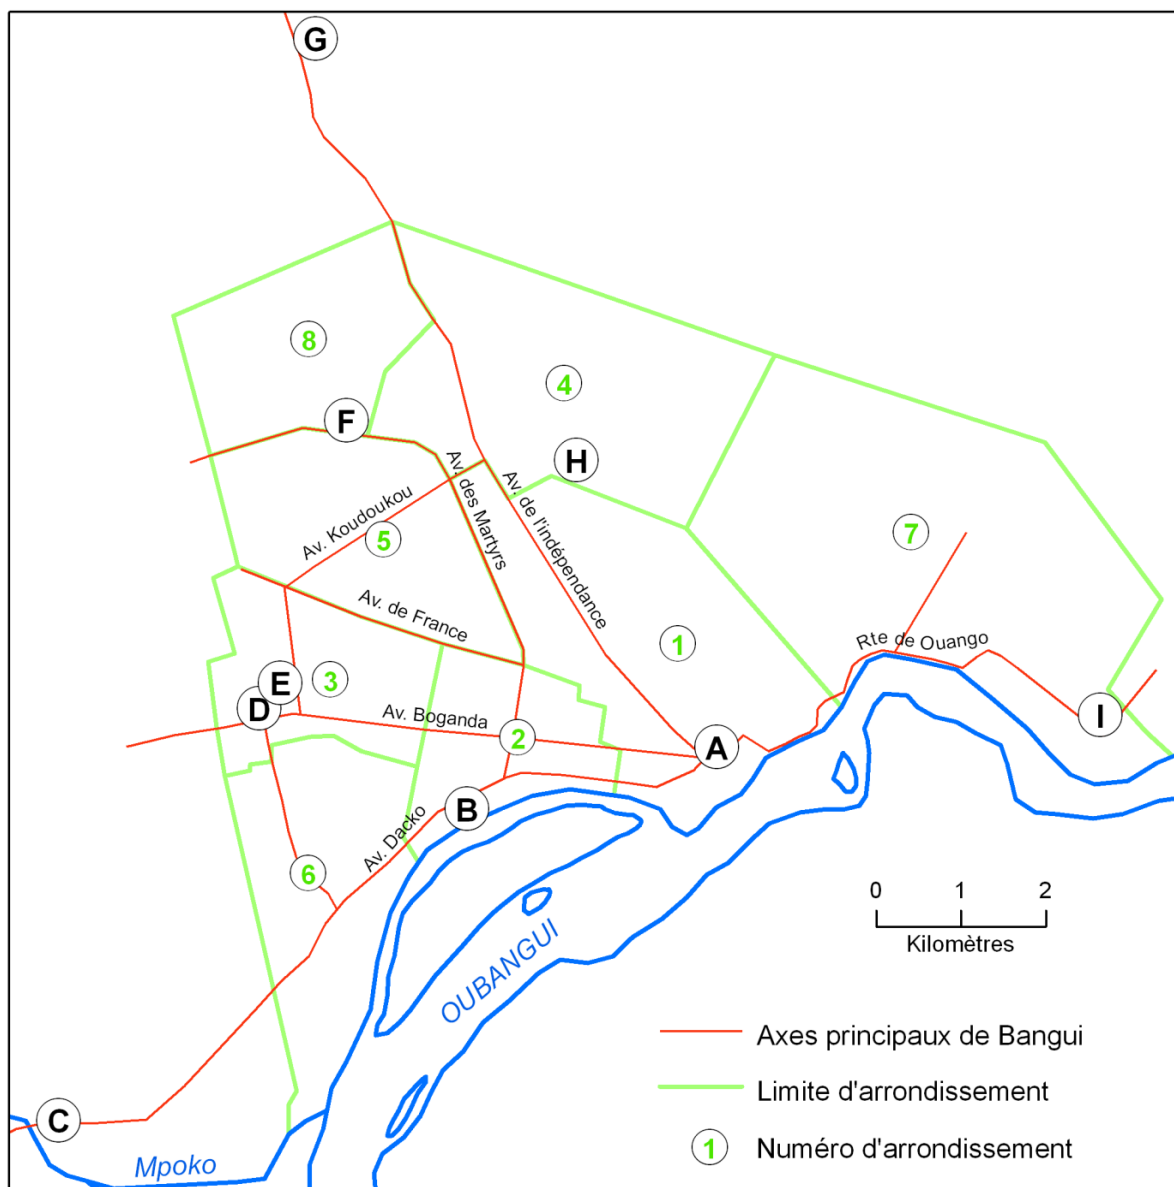 G
8
4
F
H
Av. des Martyrs
Av. de l'indépendance
Av. Koudoukou
5
7
Av. de France
1
Rte de Ouango
E
3
D
I
Av. Boganda
2
A
B
Av. Dacko
6
0 1 2
Kilomètres
OUBANGUI
Axes principaux de Bangui
Limite d'arrondissement
C
1 Numéro d'arrondissement
Mpoko